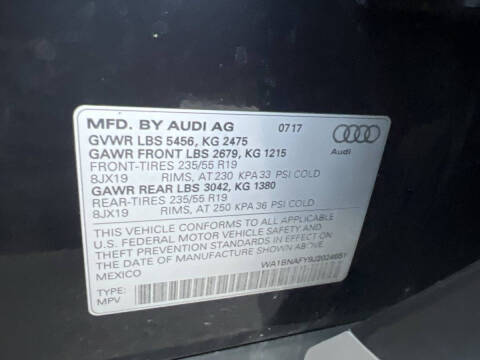 MFD. BY AUDI AG 07 17
GVWR LBS 5456, KG 2475
GAWR FRONT LBS 2679, KG 1215
FRONT-TIRES 235/55 R19
8JX19 RIMS, AT 230 KPA 33 PSI COLD
GAWR REAR LBS 3042, KG 1380
REAR-TIRES 235/55 R19
8JX19 RIMS, AT 250 KPA 36 PSI COLD
Audi
THIS VEHICLE CONFORMS TO ALL APPLICABLE
U.S. FEDERAL MOTOR VEHICLE SAFETY AND
THEFT PREVENTION STANDARDS IN EFFECT ON
THE DATE OF MANUFACTURE SHOWN ABOVE.
MEXICO
TYPE:
MPV